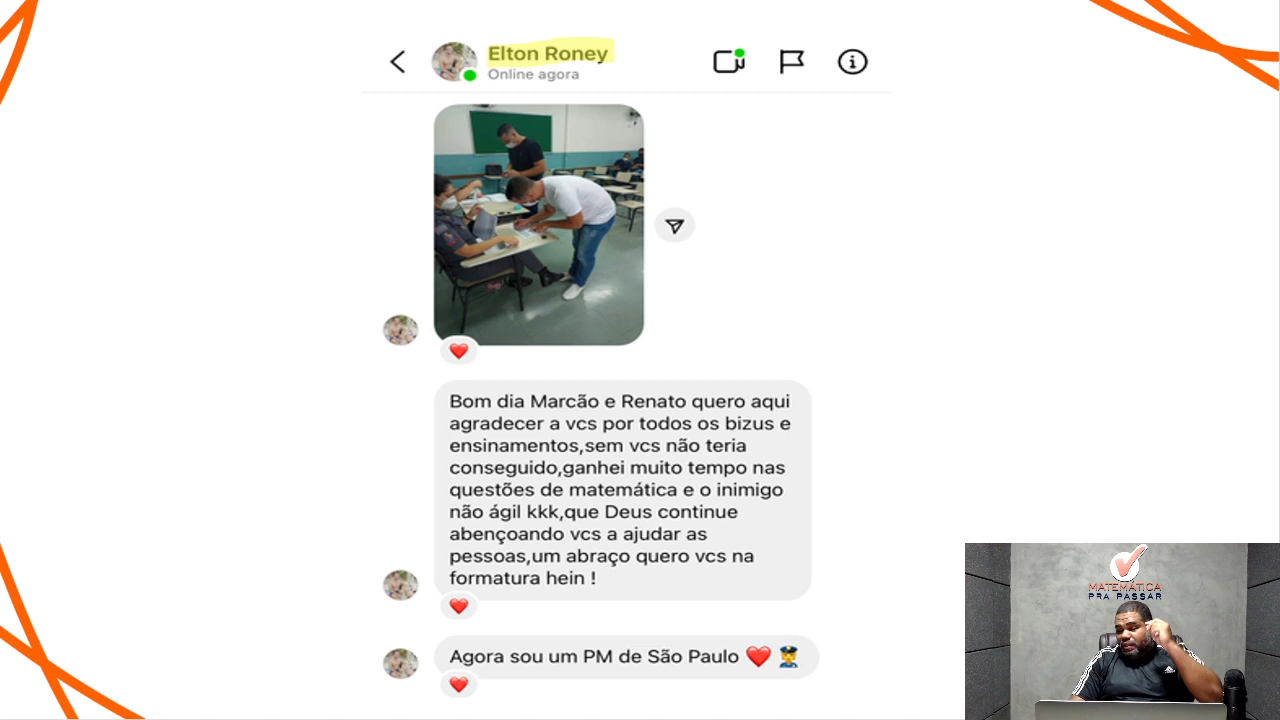 Elton Roney
Online agora
Bom dia Marcão e Renato quero aqui
agradecer a vcs por todos os bizus e
ensinamentos,sem vcs não teria
conseguido,ganhei muito tempo nas
questões de matemática e o inimigo
não ágil kkk,que Deus continue
abençoando vcs a ajudar as
pessoas,um abraço quero vcs na
formatura hein !
Agora sou um PM de São Paulo ❤️ 👮
MATEMÁTICA
PRA PASSAR